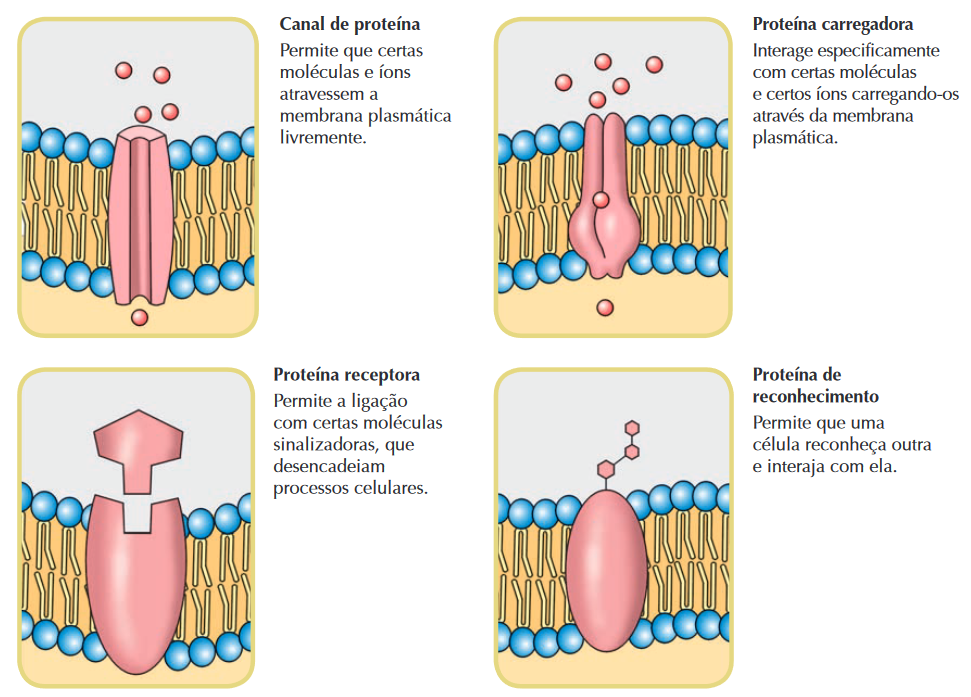 Canal de proteína
Permite que certas
moléculas e íons
atravessem a
membrana plasmática
livremente.
Proteína carregadora
Interage especificamente
com certas moléculas
e certos íons carregando-os
através da membrana
plasmática.
Proteína receptora
Permite a ligação
com certas moléculas
sinalizadoras, que
desencadeiam
processos celulares.
Proteína de
reconhecimento
Permite que uma
célula reconheça outra
e interaja com ela.